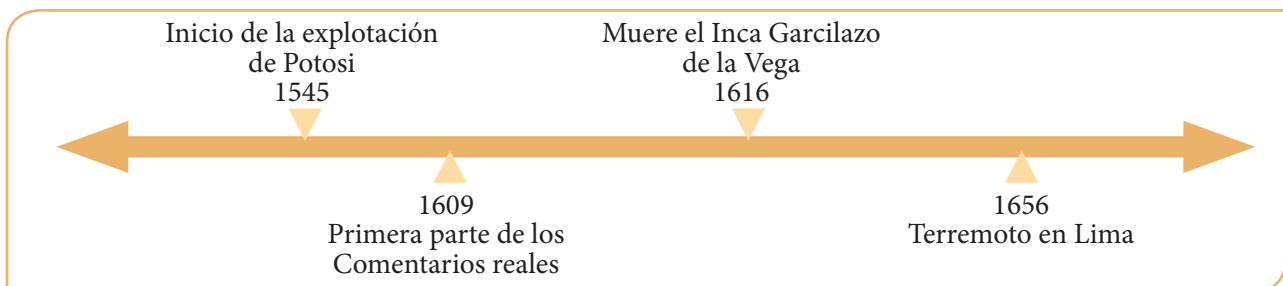 Inicio de la explotación
de Potosi
1545
Muere el Inca Garcilazo
de la Vega
1616
1609
Primera parte de los
Comentarios reales
1656
Terremoto en Lima